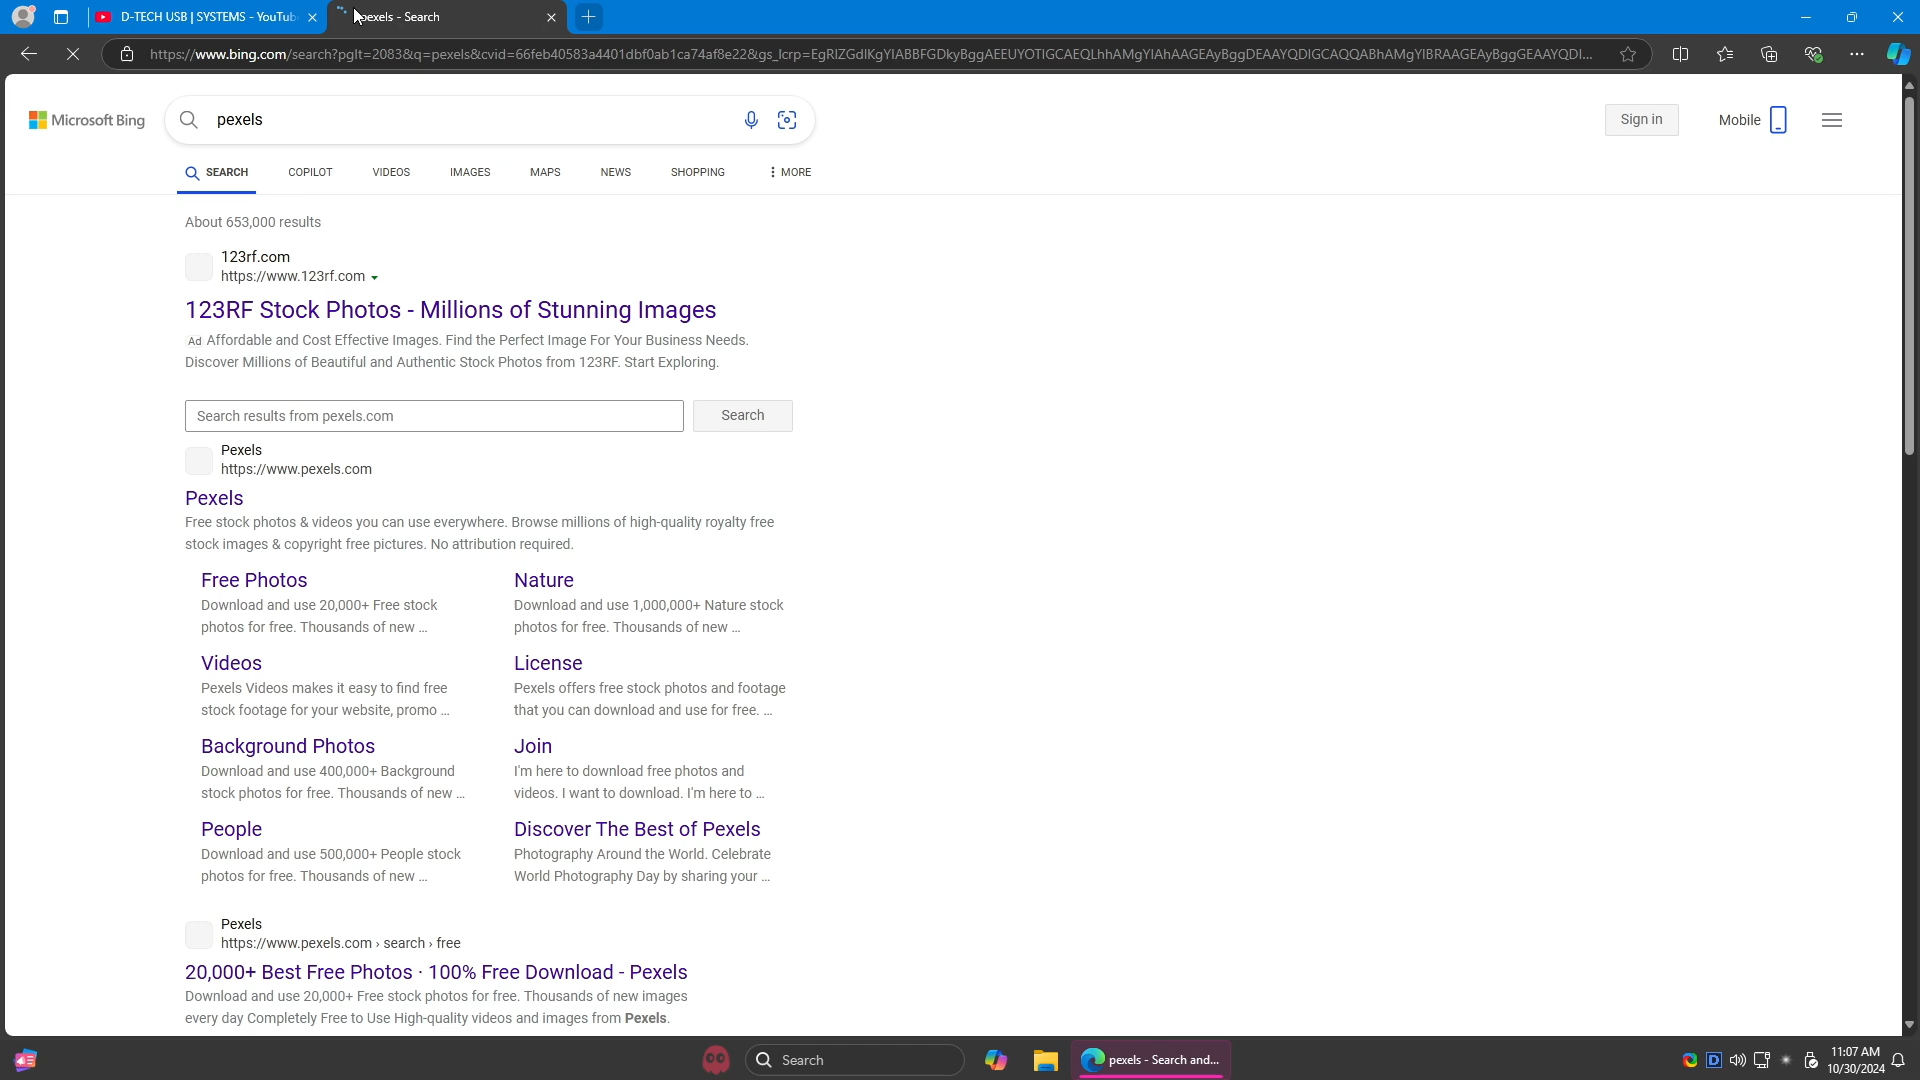 D-TECH USB | SYSTEMS - YouTub
pexels - Search
https://www.bing.com/search?pglt=2083&q=pexels&cvid=66feb40583a4401dbf0ab1ca74af8e22&gs_lcrp=EgRlZGdlKgYIABBFGDkyBggAEEUYOTIGCAEQLhhAMgYIAhAAGEAyBggDEAAYQDIGCAQQABhAMgYIBRAAGEAyBggGEAAYQDI...
Microsoft Bing
pexels
Sign in
Mobile
SEARCH COPILOT VIDEOS IMAGES MAPS NEWS SHOPPING MORE
About 653,000 results
123rf.com
https://www.123rf.com
123RF Stock Photos - Millions of Stunning Images
Ad Affordable and Cost Effective Images. Find the Perfect Image For Your Business Needs.
Discover Millions of Beautiful and Authentic Stock Photos from 123RF. Start Exploring.
Search results from pexels.com
Search
Pexels
https://www.pexels.com
Pexels
Free stock photos & videos you can use everywhere. Browse millions of high-quality royalty free
stock images & copyright free pictures. No attribution required.
Free Photos
Download and use 20,000+ Free stock
photos for free. Thousands of new ...
Nature
Download and use 1,000,000+ Nature stock
photos for free. Thousands of new ...
Videos
Pexels Videos makes it easy to find free
stock footage for your website, promo ...
License
Pexels offers free stock photos and footage
that you can download and use for free. ...
Background Photos
Download and use 400,000+ Background
stock photos for free. Thousands of new ...
Join
I'm here to download free photos and
videos. I want to download. I'm here to ...
People
Download and use 500,000+ People stock
photos for free. Thousands of new ...
Discover The Best of Pexels
Photography Around the World. Celebrate
World Photography Day by sharing your ...
Pexels
https://www.pexels.com › search › free
20,000+ Best Free Photos · 100% Free Download - Pexels
Download and use 20,000+ Free stock photos for free. Thousands of new images
every day Completely Free to Use High-quality videos and images from Pexels.
Search
pexels - Search and...
D
11:07 AM
10/30/2024